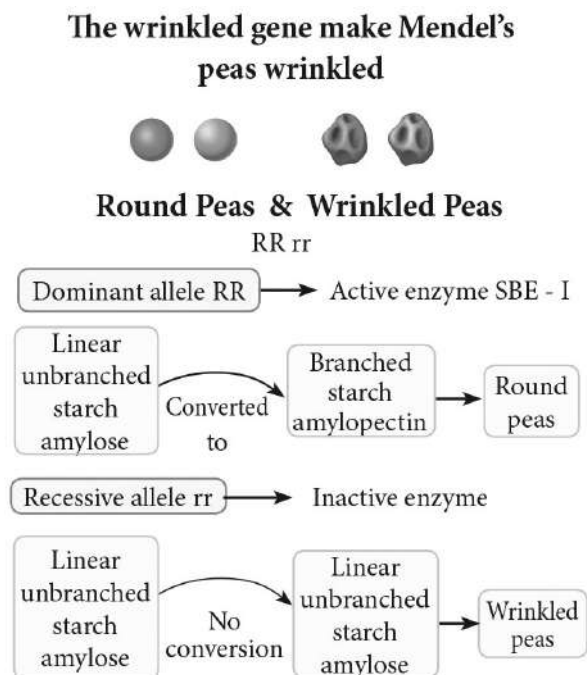 The wrinkled gene make Mendel's
peas wrinkled
Round Peas & Wrinkled Peas
RR rr
Dominant allele RR
Active enzyme SBE - I
Linear
unbranched
starch
amylose
Converted
to
Branched
starch
amylopectin
Round
peas
Recessive allele rr
Inactive enzyme
Linear
unbranched
starch
amylose
No
conversion
Linear
unbranched
starch
amylose
Wrinkled
peas